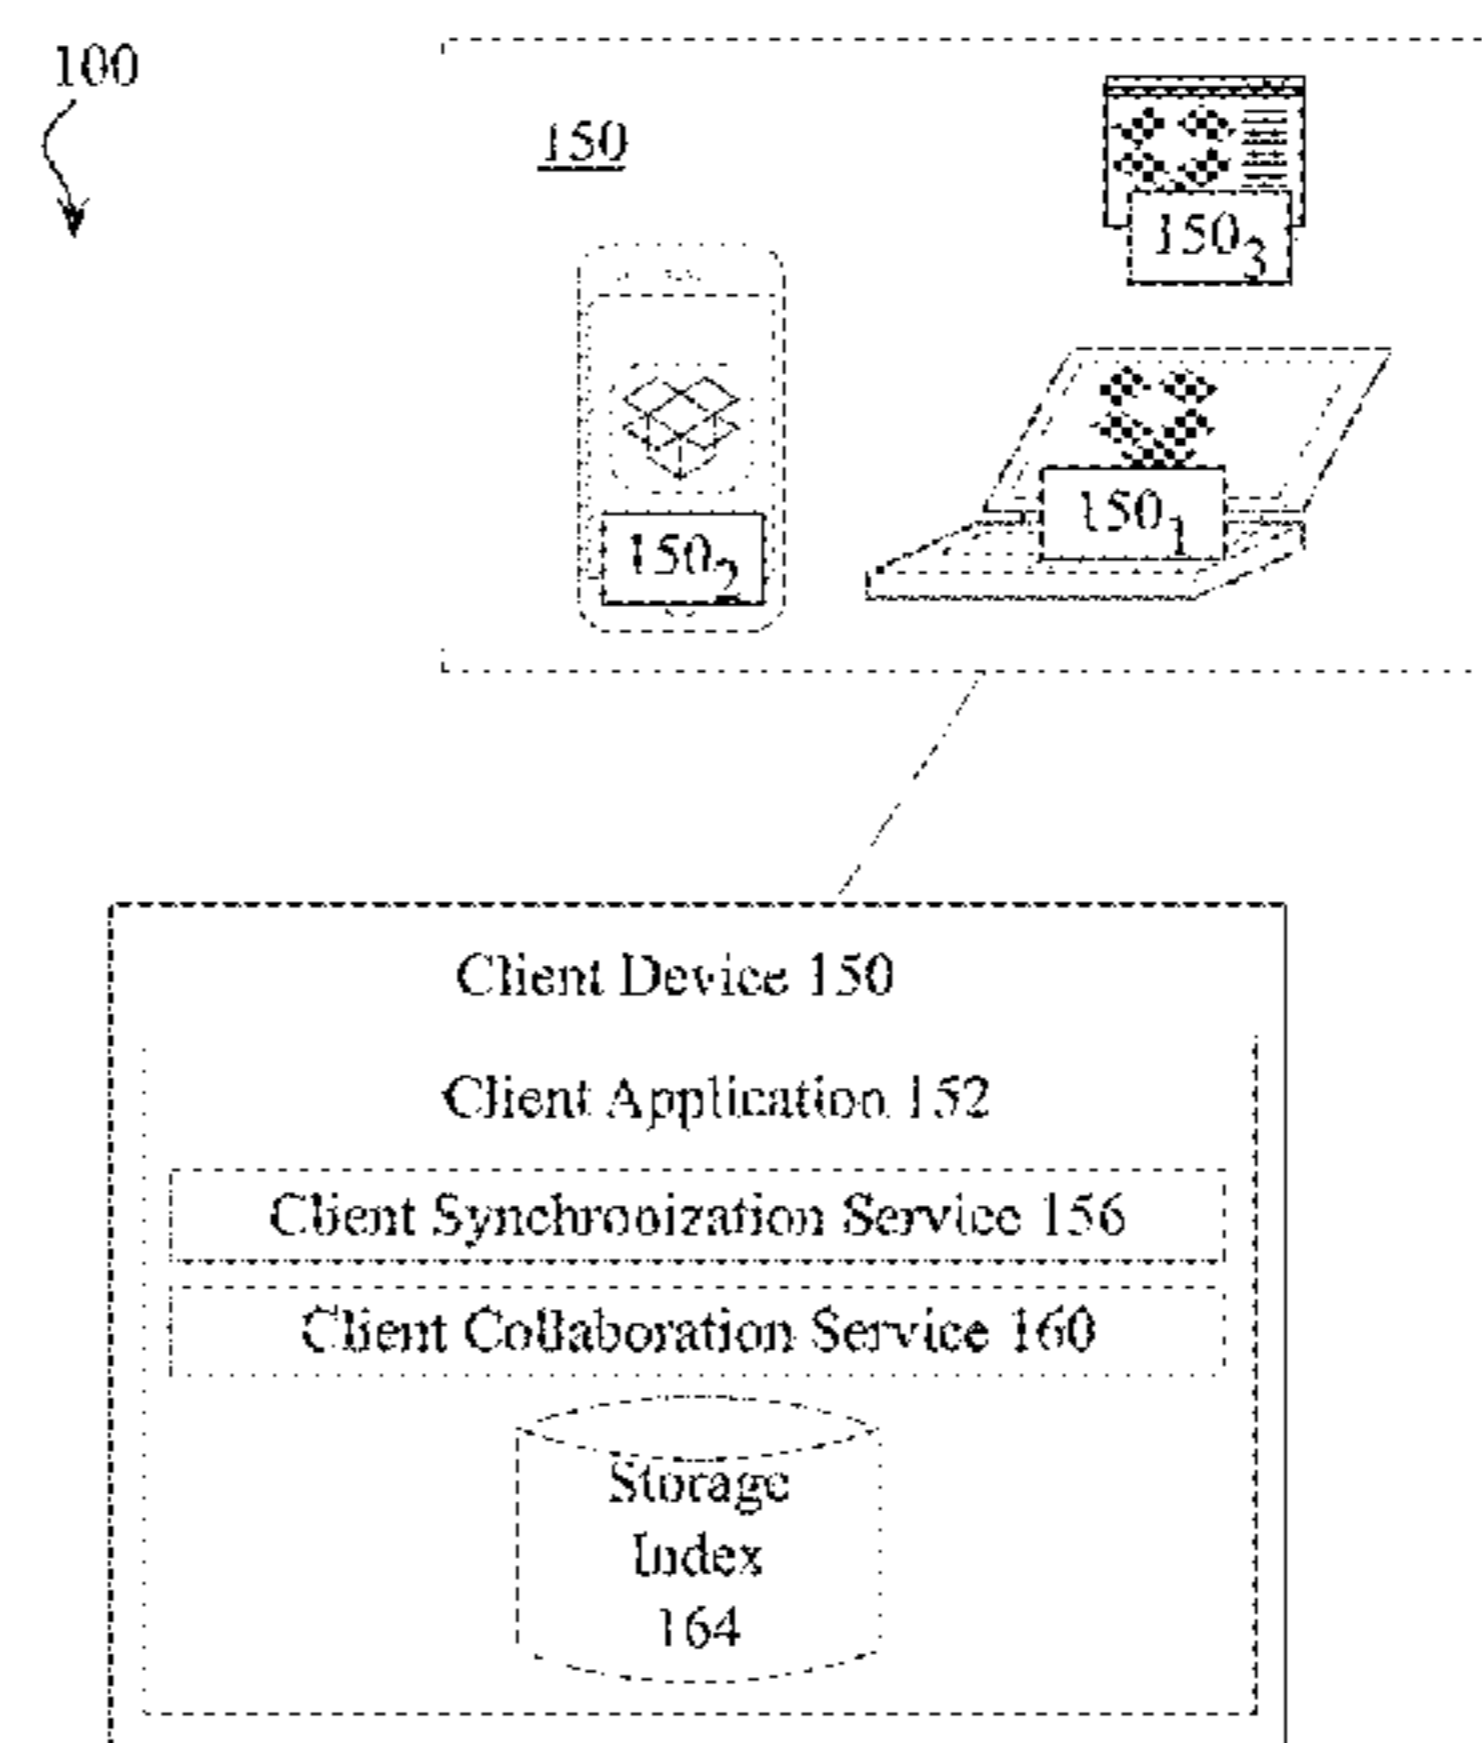 100
150
150₃
150₁
150₂
Client Device 150
Client Application 152
Client Synchronization Service 156
Client Collaboration Service 160
Storage
Index
164